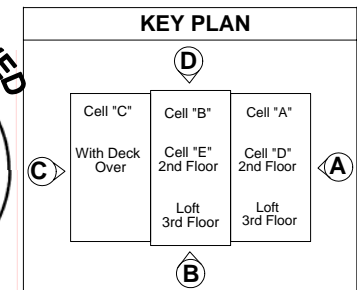 KEY PLAN
D
Cell "C"
With Deck
Over
Cell "B"
Cell "E"
2nd Floor
Loft
3rd Floor
Cell "A"
Cell "D"
2nd Floor
Loft
3rd Floor
C
A
B